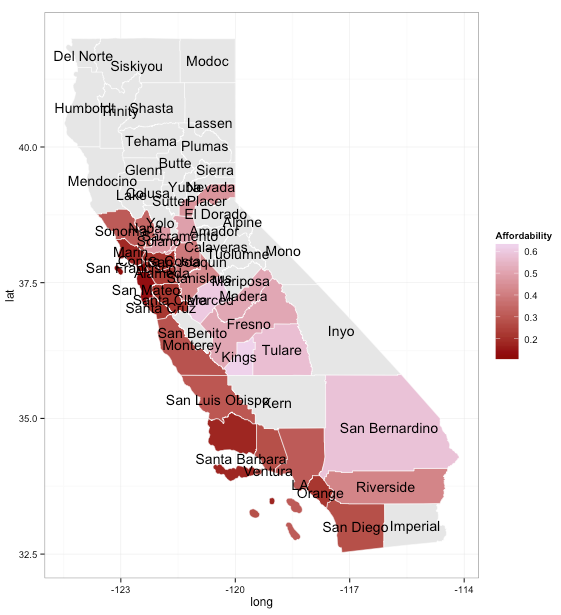 Del Norte
Siskiyou
Modoc
Humboldt
Trinity
Shasta
Lassen
Tehama
Plumas
Butte
Glenn
Sierra
Mendocino
Lake
Colusa
Yuba
Nevada
Sutter
Placer
El Dorado
Yolo
Napa
Sonoma
Alpine
Amador
Sacramento
Solano
Calaveras
Tuolumne
Mono
Marin
Contra Costa
San Joaquin
San Francisco
Alameda
Stanislaus
Mariposa
San Mateo
Santa Clara
Merced
Madera
Santa Cruz
Fresno
San Benito
Monterey
Inyo
Kings
Tulare
San Luis Obispo
Kern
San Bernardino
Santa Barbara
Ventura
LA
Orange
Riverside
San Diego
Imperial
40.0
37.5
35.0
32.5
lat
-123
-120
-117
-114
long
Affordability
0.6
0.5
0.4
0.3
0.2